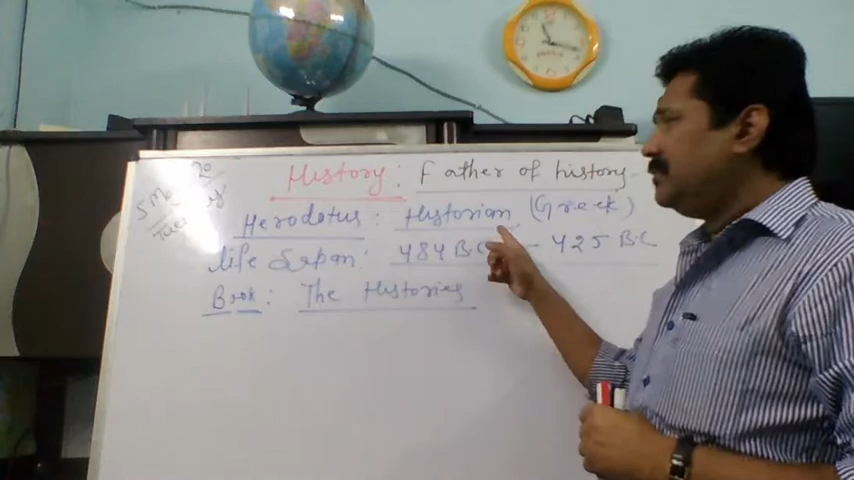 History: Father of history
Herodotus: Historian (Greek)
life Span: 484 BC - 425 BC
Book: The Histories